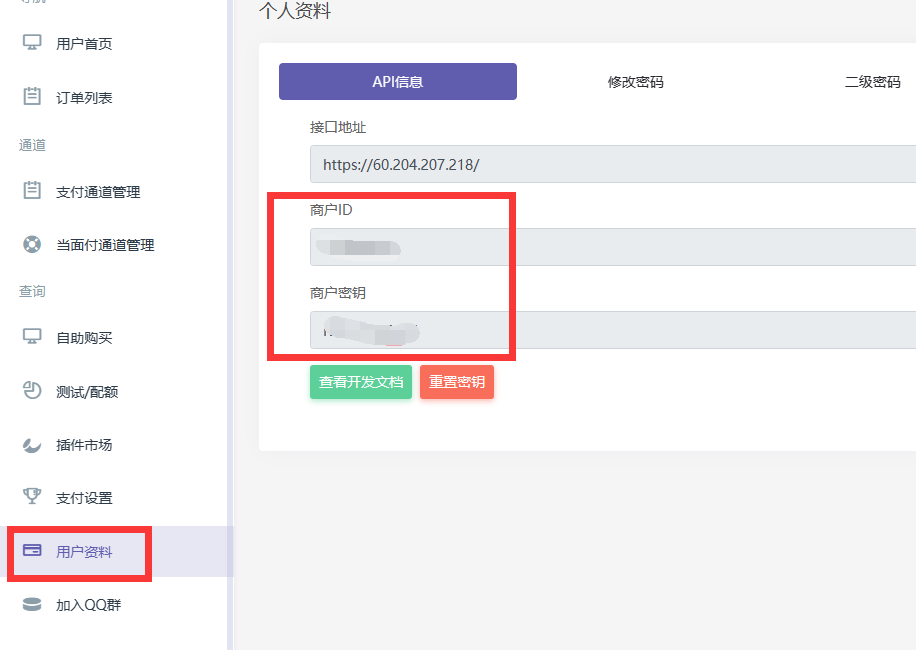 个人资料
用户首页
订单列表
通道
支付通道管理
当面付通道管理
查询
自助购买
测试/配额
插件市场
支付设置
用户资料
加入QQ群
API信息
修改密码
二级密码
接口地址
https://60.204.207.218/
商户ID
商户密钥
查看开发文档
重置密钥